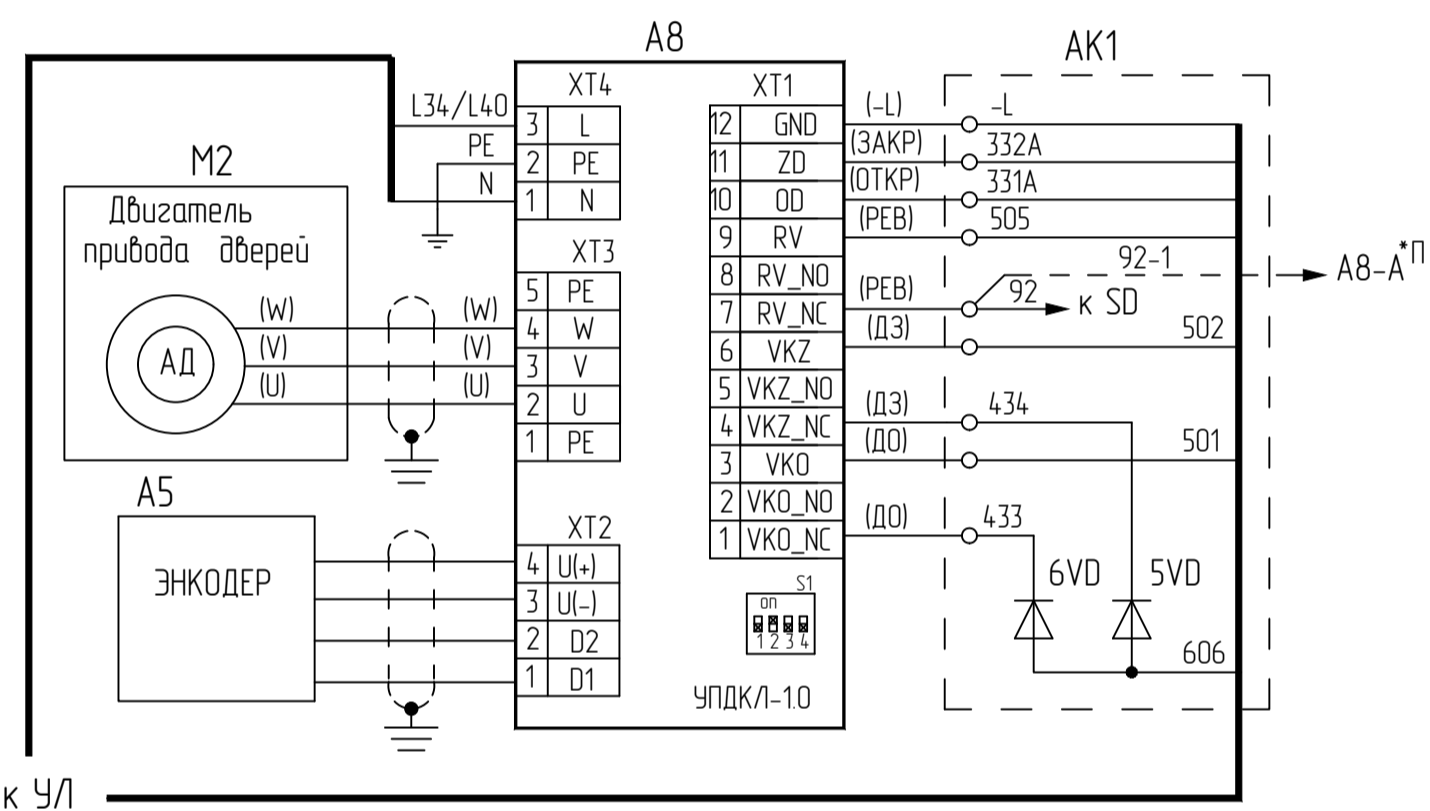 A8
AK1
M2
Двигатель
привода дверей
АД
(W)
(V)
(U)
(W)
(V)
(U)
A5
ЭНКОДЕР
к УЛ
L34/L40
PE
N
XT4
3 L
2 PE
1 N
XT3
5 PE
4 W
3 V
2 U
1 PE
XT2
4 U(+)
3 U(-)
2 D2
1 D1
XT1
12 GND
11 ZD
10 OD
9 RV
8 RV_NO
7 RV_NC
6 VKZ
5 VKZ_NO
4 VKZ_NC
3 VKO
2 VKO_NO
1 VKO_NC
S1
on
1 2 3 4
УПДКЛ-1.0
(-L) -L
(ЗАКР) 332A
(ОТКР) 331A
(РЕВ) 505
92-1
A8-A*П
(РЕВ) 92 к SD
(ДЗ) 502
(ДЗ) 434
(ДО) 501
(ДО) 433
6VD 5VD
606